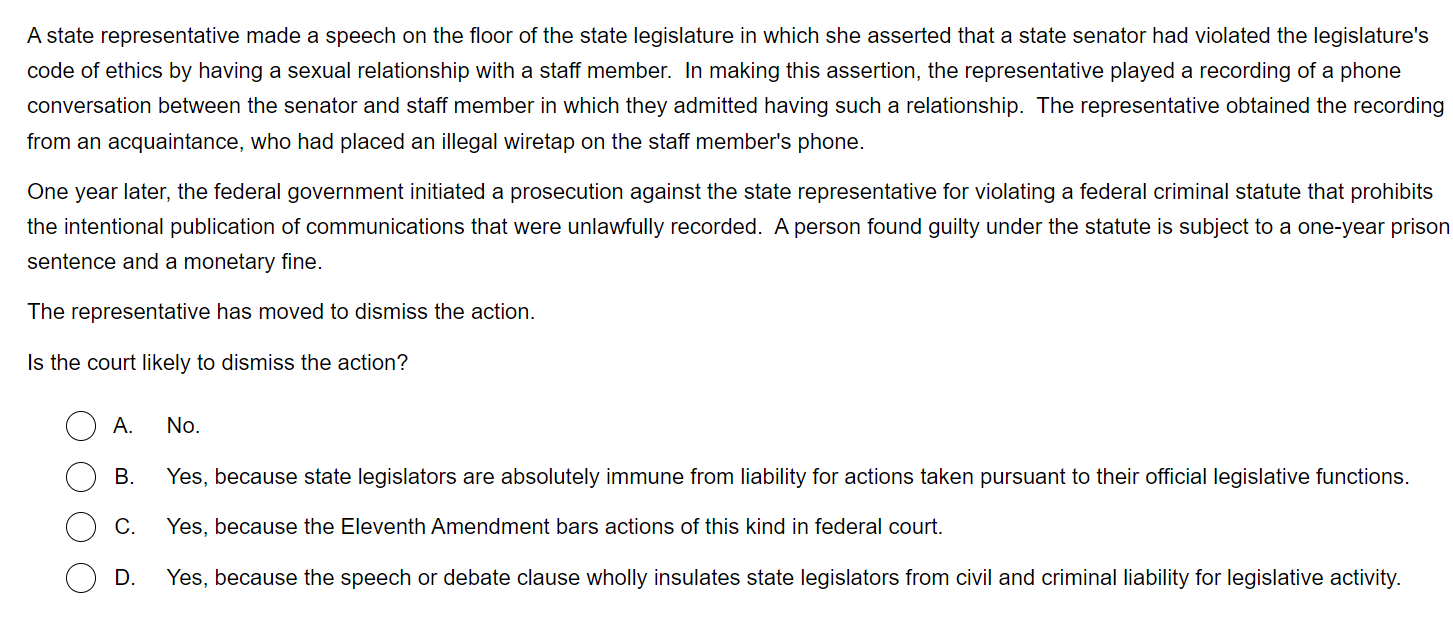 A state representative made a speech on the floor of the state legislature in which she asserted that a state senator had violated the legislature's
code of ethics by having a sexual relationship with a staff member.  In making this assertion, the representative played a recording of a phone
conversation between the senator and staff member in which they admitted having such a relationship.  The representative obtained the recording
from an acquaintance, who had placed an illegal wiretap on the staff member's phone.
One year later, the federal government initiated a prosecution against the state representative for violating a federal criminal statute that prohibits
the intentional publication of communications that were unlawfully recorded.  A person found guilty under the statute is subject to a one-year prison
sentence and a monetary fine.
The representative has moved to dismiss the action.
Is the court likely to dismiss the action?
A. No.
B. Yes, because state legislators are absolutely immune from liability for actions taken pursuant to their official legislative functions.
C. Yes, because the Eleventh Amendment bars actions of this kind in federal court.
D. Yes, because the speech or debate clause wholly insulates state legislators from civil and criminal liability for legislative activity.